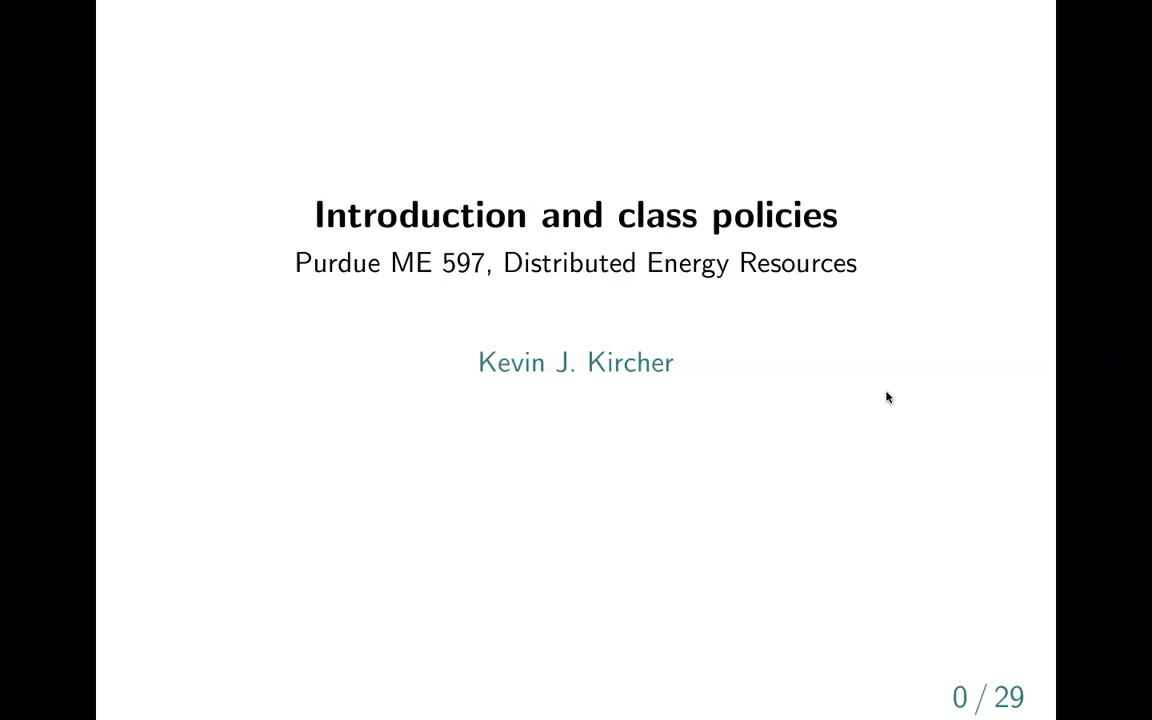 Introduction and class policies
Purdue ME 597, Distributed Energy Resources
Kevin J. Kircher
0 / 29